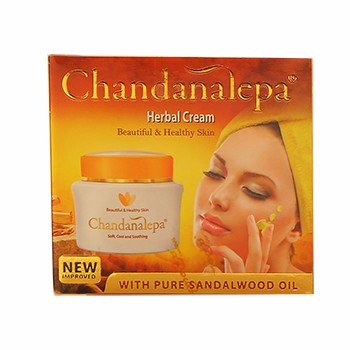 Chandanalepa®
Herbal Cream
Beautiful & Healthy Skin
Beautiful & Healthy Skin
Chandanalepa®
Soft, Cool and Soothing
NEW
IMPROVED
WITH PURE SANDALWOOD OIL